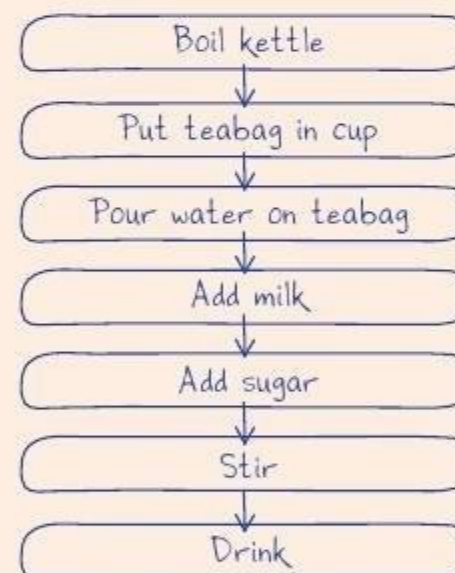 Boil kettle
Put teabag in cup
Pour water on teabag
Add milk
Add sugar
Stir
Drink